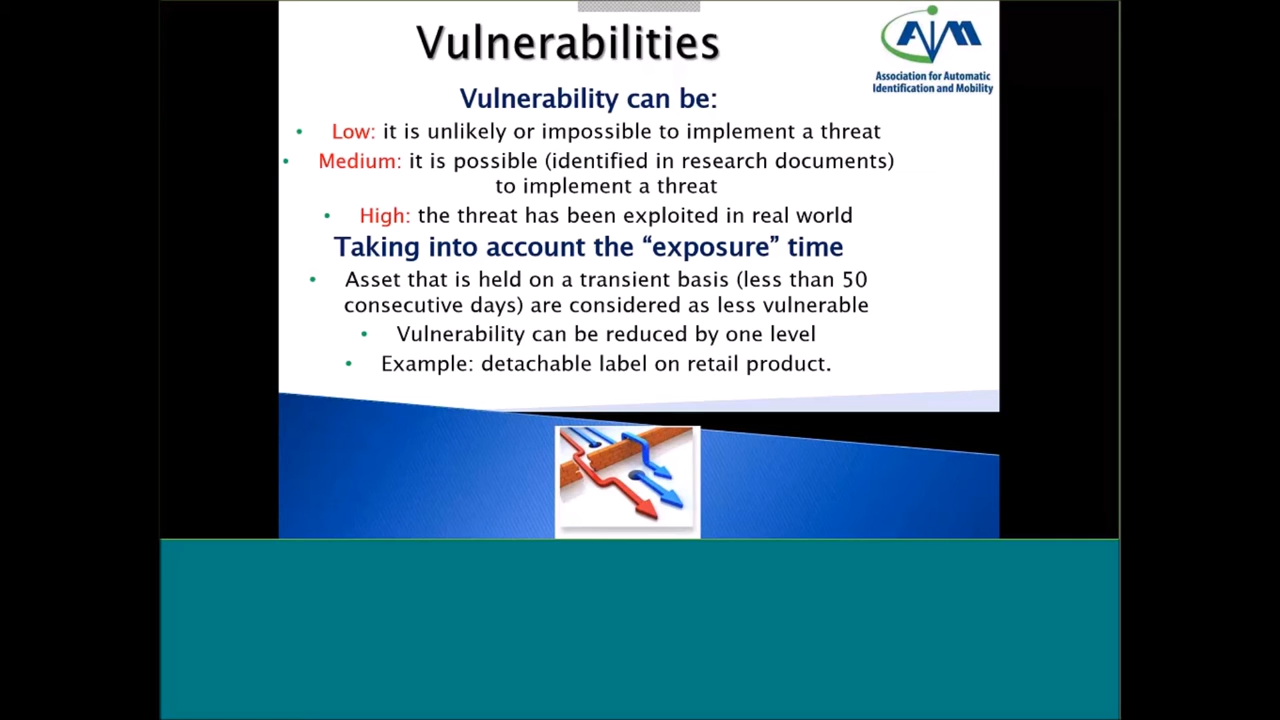 Vulnerabilities
AIM
Association for Automatic
Identification and Mobility
Vulnerability can be:
• Low: it is unlikely or impossible to implement a threat
• Medium: it is possible (identified in research documents)
to implement a threat
• High: the threat has been exploited in real world
Taking into account the “exposure” time
• Asset that is held on a transient basis (less than 50
consecutive days) are considered as less vulnerable
• Vulnerability can be reduced by one level
• Example: detachable label on retail product.